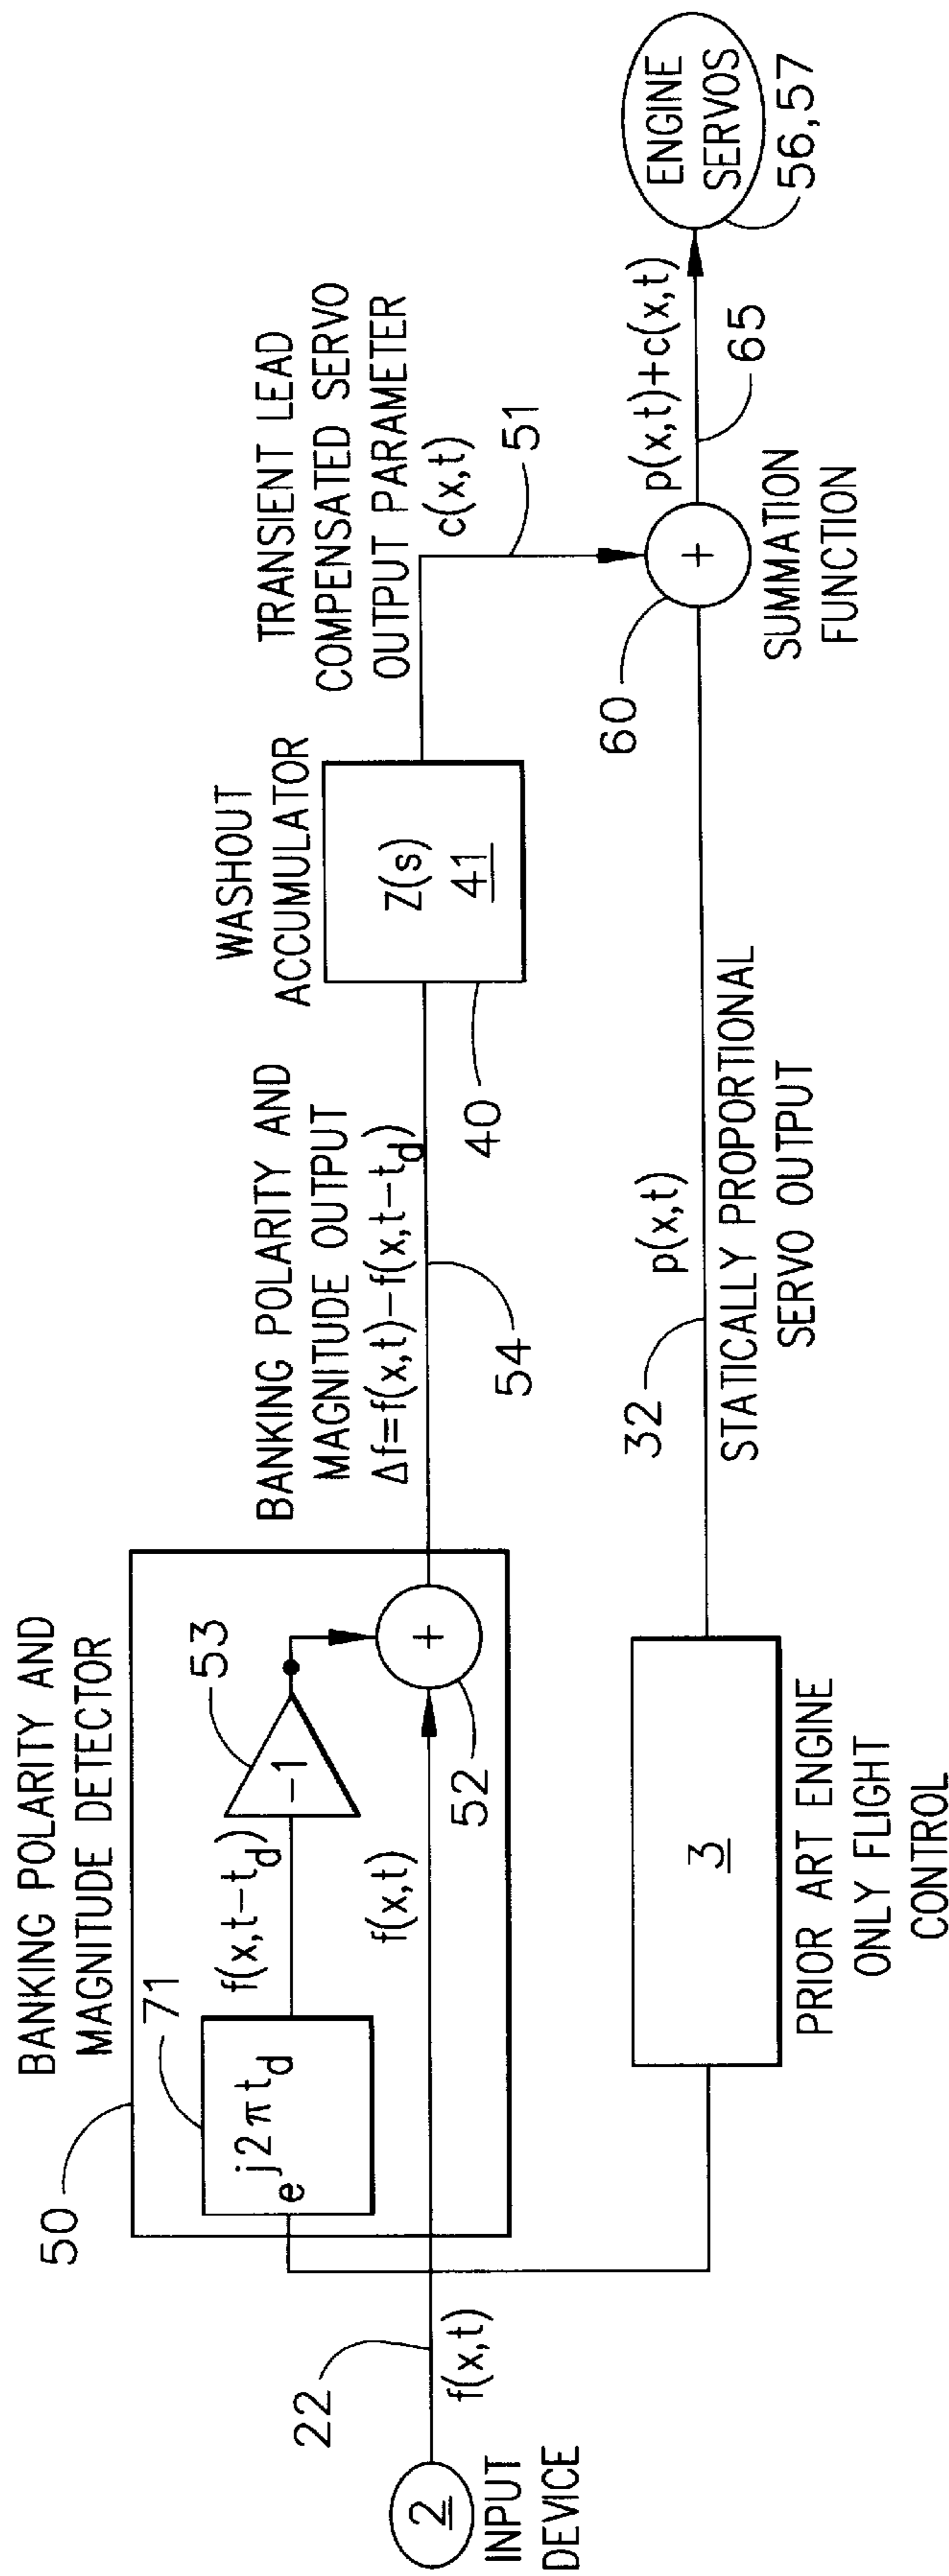 BANKING POLARITY AND
MAGNITUDE DETECTOR
50
71
e^j2πt_d
f(x,t-t_d)
-1
53
f(x,t)
+
52
2
INPUT
DEVICE
22
f(x,t)
BANKING POLARITY AND
MAGNITUDE OUTPUT
Δf=f(x,t)-f(x,t-t_d)
54
WASHOUT
ACCUMULATOR
Z(s)
41
40
TRANSIENT LEAD
COMPENSATED SERVO
OUTPUT PARAMETER
c(x,t)
51
3
PRIOR ART ENGINE
ONLY FLIGHT
CONTROL
32
p(x,t)
STATICALLY PROPORTIONAL
SERVO OUTPUT
60
+
SUMMATION
FUNCTION
p(x,t)+c(x,t)
65
ENGINE
SERVOS
56,57